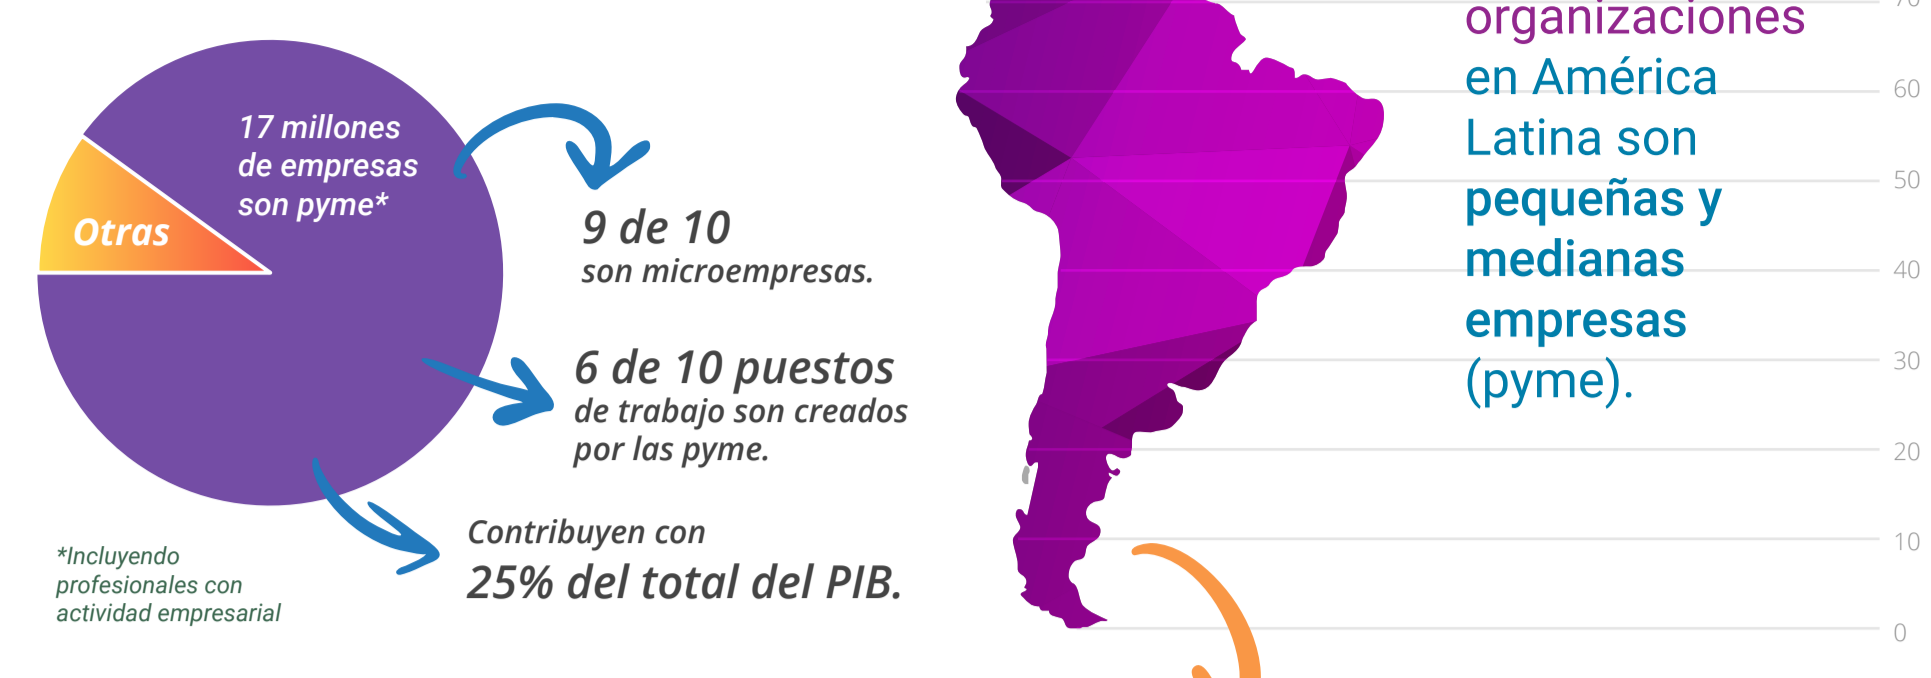 17 millones
de empresas
son pyme*
Otras
9 de 10
son microempresas.
6 de 10 puestos
de trabajo son creados
por las pyme.
Contribuyen con
25% del total del PIB.
*Incluyendo
profesionales con
actividad empresarial
organizaciones
en América
Latina son
pequeñas y
medianas
empresas
(pyme).
70
60
50
40
30
20
10
0